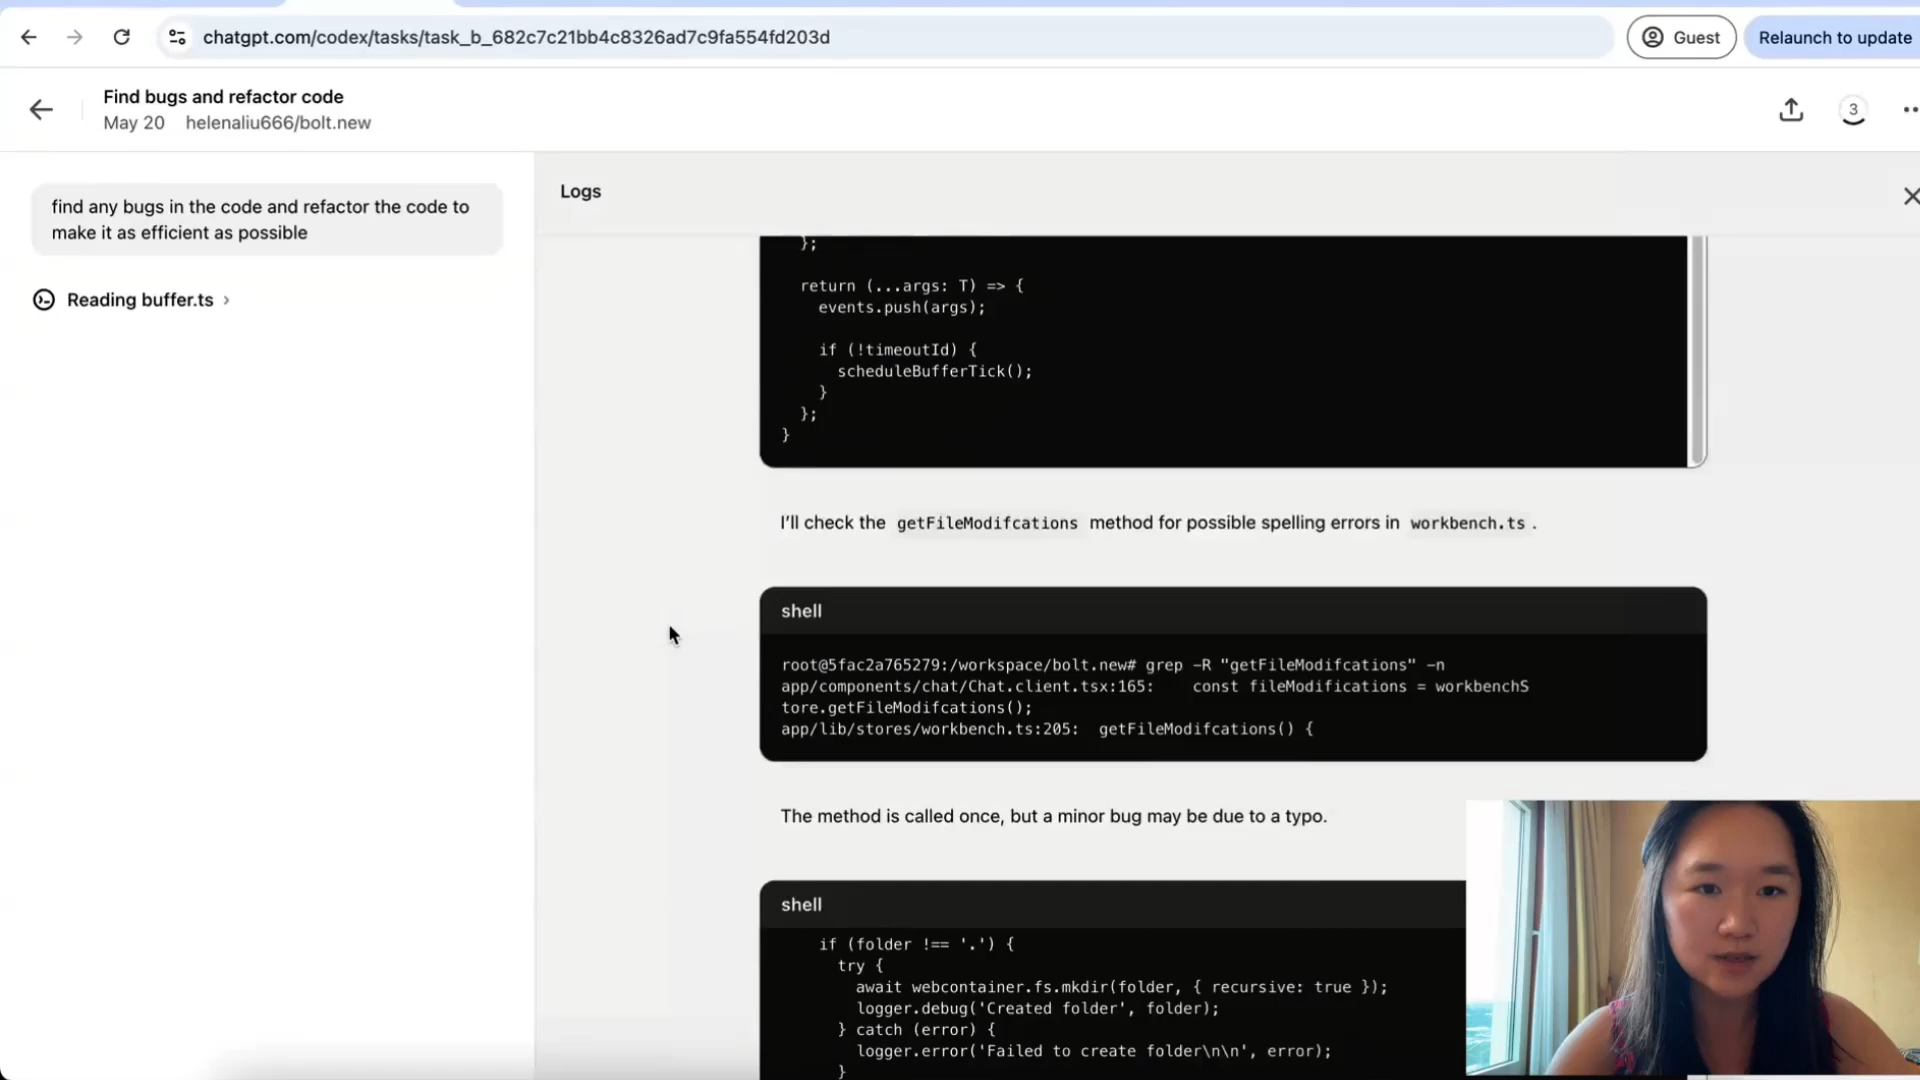 chatgpt.com/codex/tasks/task_b_682c7c21bb4c8326ad7c9fa554fd203d
Guest
Relaunch to update
Find bugs and refactor code
May 20 helenaliu666/bolt.new
3
find any bugs in the code and refactor the code to
make it as efficient as possible
Reading buffer.ts
Logs
};
return (...args: T) => {
events.push(args);
if (!timeoutId) {
scheduleBufferTick();
}
};
}
I'll check the getFileModifcations method for possible spelling errors in workbench.ts .
shell
root@5fac2a765279:/workspace/bolt.new# grep -R "getFileModifcations" -n
app/components/chat/Chat.client.tsx:165: const fileModifications = workbenchS
tore.getFileModifcations();
app/lib/stores/workbench.ts:205: getFileModifcations() {
The method is called once, but a minor bug may be due to a typo.
shell
if (folder !== '.') {
try {
await webcontainer.fs.mkdir(folder, { recursive: true });
logger.debug('Created folder', folder);
} catch (error) {
logger.error('Failed to create folder\n\n', error);
}